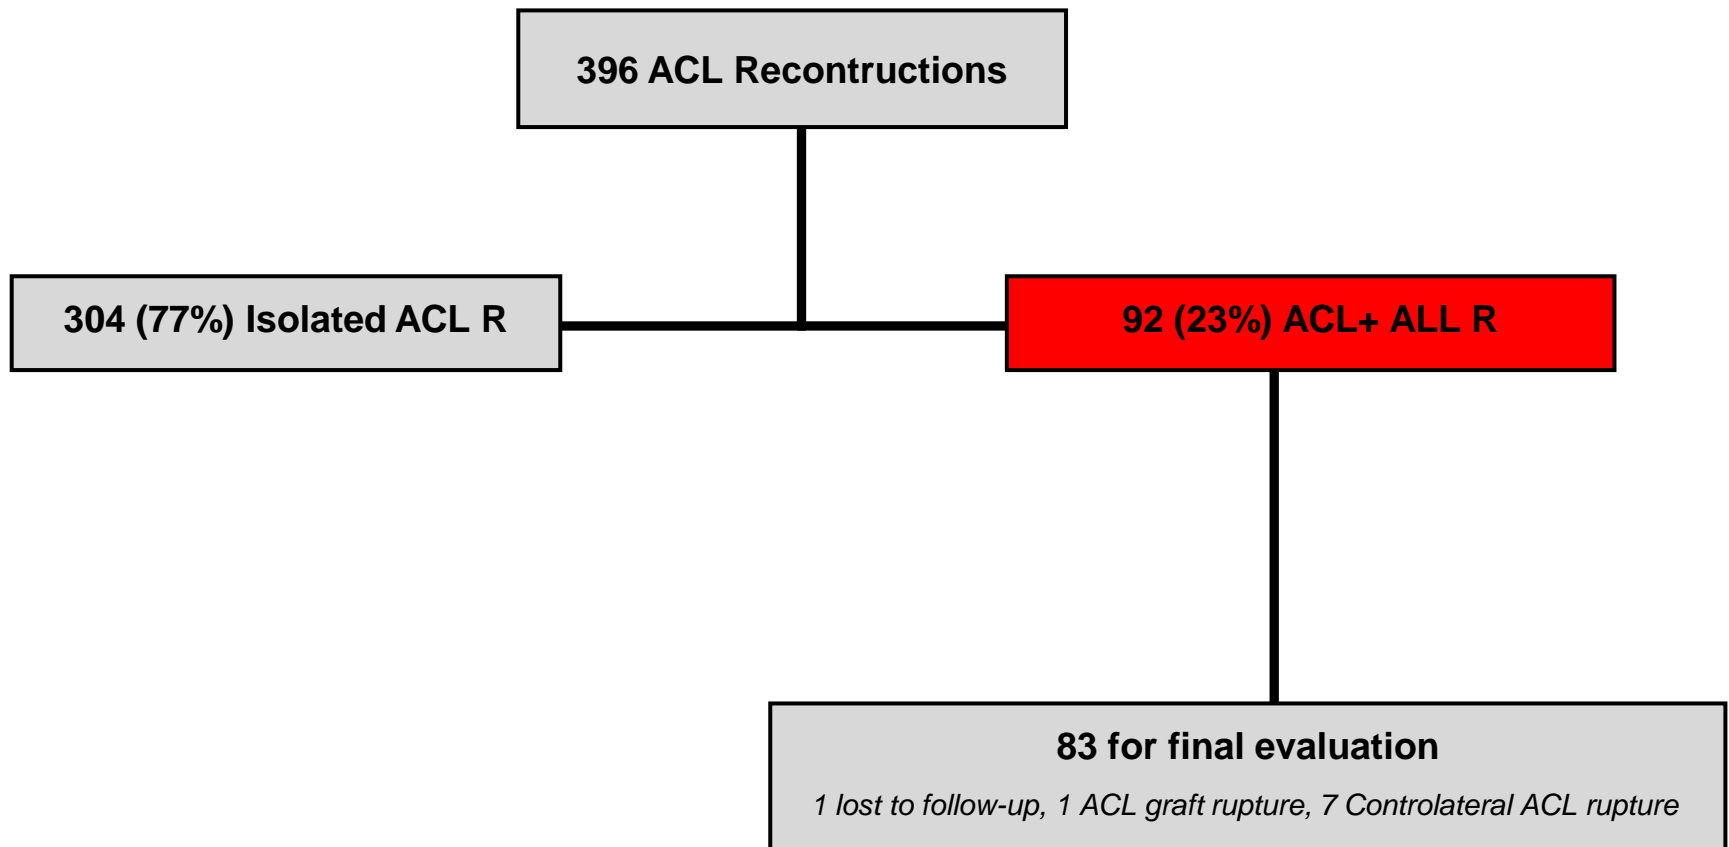 396 ACL Recontructions
304 (77%) Isolated ACL R
92 (23%) ACL+ ALL R
83 for final evaluation
1 lost to follow-up, 1 ACL graft rupture, 7 Controlateral ACL rupture